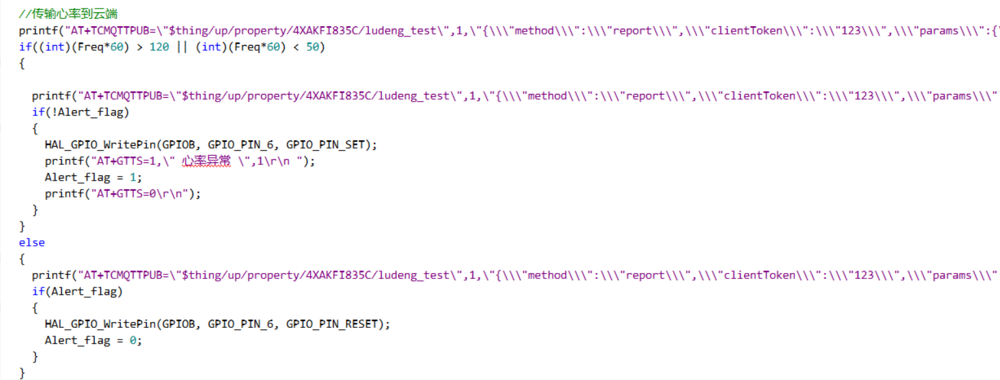 //传输心率到云端
printf("AT+TCMQTTPUB=\"$thing/up/property/4XAKFI835C/ludeng_test\",1,\"{\\\"method\\\":\\\"report\\\",\\\"clientToken\\\":\\\"123\\\",\\\"params\\\":{\
if((int)(Freq*60) > 120 || (int)(Freq*60) < 50)
{
printf("AT+TCMQTTPUB=\"$thing/up/property/4XAKFI835C/ludeng_test\",1,\"{\\\"method\\\":\\\"report\\\",\\\"clientToken\\\":\\\"123\\\",\\\"params\\\"
if(!Alert_flag)
{
HAL_GPIO_WritePin(GPIOB, GPIO_PIN_6, GPIO_PIN_SET);
printf("AT+GTTS=1,\" 心率异常 \",1\r\n ");
Alert_flag = 1;
printf("AT+GTTS=0\r\n");
}
}
else
{
printf("AT+TCMQTTPUB=\"$thing/up/property/4XAKFI835C/ludeng_test\",1,\"{\\\"method\\\":\\\"report\\\",\\\"clientToken\\\":\\\"123\\\",\\\"params\\\"
if(Alert_flag)
{
HAL_GPIO_WritePin(GPIOB, GPIO_PIN_6, GPIO_PIN_RESET);
Alert_flag = 0;
}
}